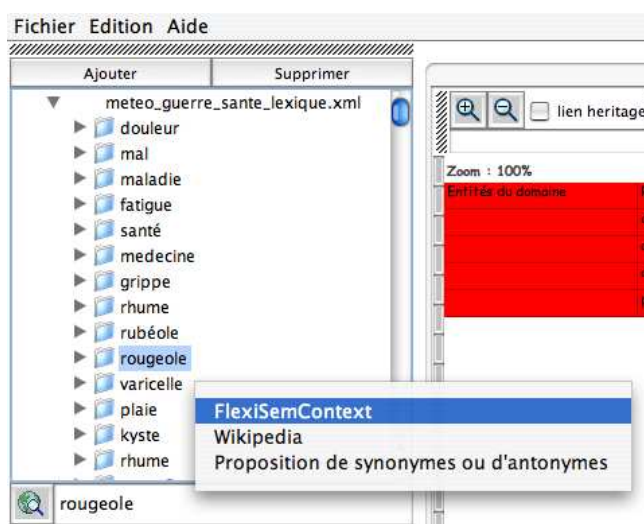 Fichier Edition Aide
Ajouter Supprimer
meteo_guerre_sante_lexique.xml
douleur
mal
maladie
fatigue
santé
medecine
grippe
rhume
rubéole
rougeole
varicelle
plaie
kyste
rhume
rougeole
lien heritage
Zoom : 100%
Entités du domaine
FlexiSemContext
Wikipedia
Proposition de synonymes ou d'antonymes